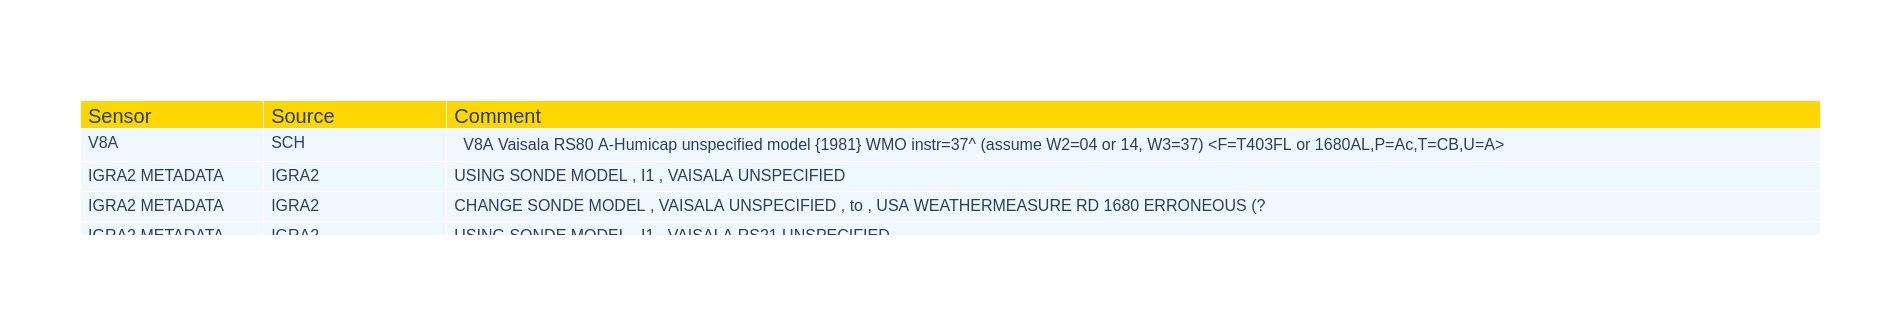 Sensor Source Comment
V8A SCH V8A Vaisala RS80 A-Humicap unspecified model {1981} WMO instr=37^ (assume W2=04 or 14, W3=37) <F=T403FL or 1680AL,P=Ac,T=CB,U=A>
IGRA2 METADATA IGRA2 USING SONDE MODEL , I1 , VAISALA UNSPECIFIED
IGRA2 METADATA IGRA2 CHANGE SONDE MODEL , VAISALA UNSPECIFIED , to , USA WEATHERMEASURE RD 1680 ERRONEOUS (?
IGRA2 METADATA IGRA2 USING SONDE MODEL , I1 , VAISALA RS21 UNSPECIFIED